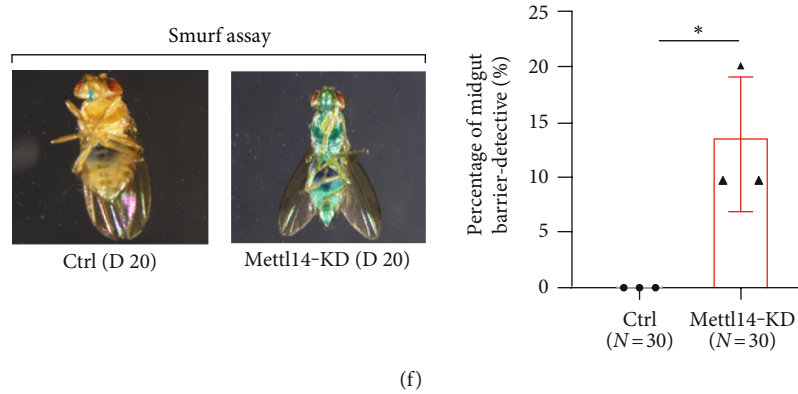 Smurf assay
Ctrl (D 20)
Mettl14-KD (D 20)
Percentage of midgut
barrier-detective (%)
25
20
15
10
5
0
*
Ctrl
(N = 30)
Mettl14-KD
(N = 30)
(f)